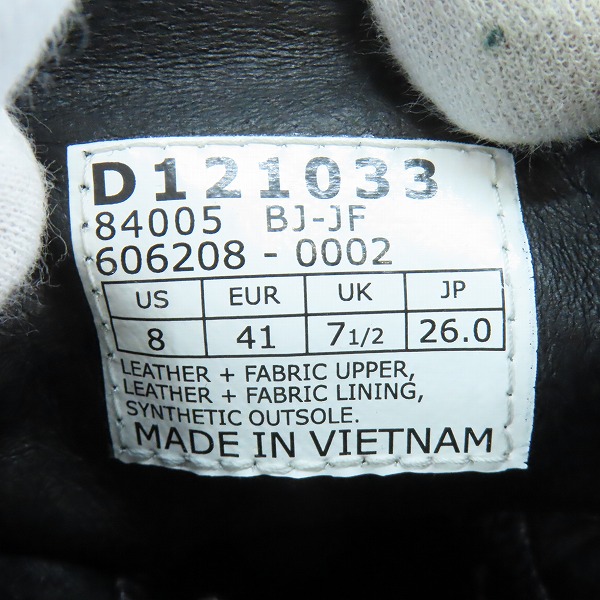 D121033
84005 BJ-JF
606208 - 0002
US EUR UK JP
8 41 7 1/2 26.0
LEATHER + FABRIC UPPER,
LEATHER + FABRIC LINING,
SYNTHETIC OUTSOLE.
MADE IN VIETNAM